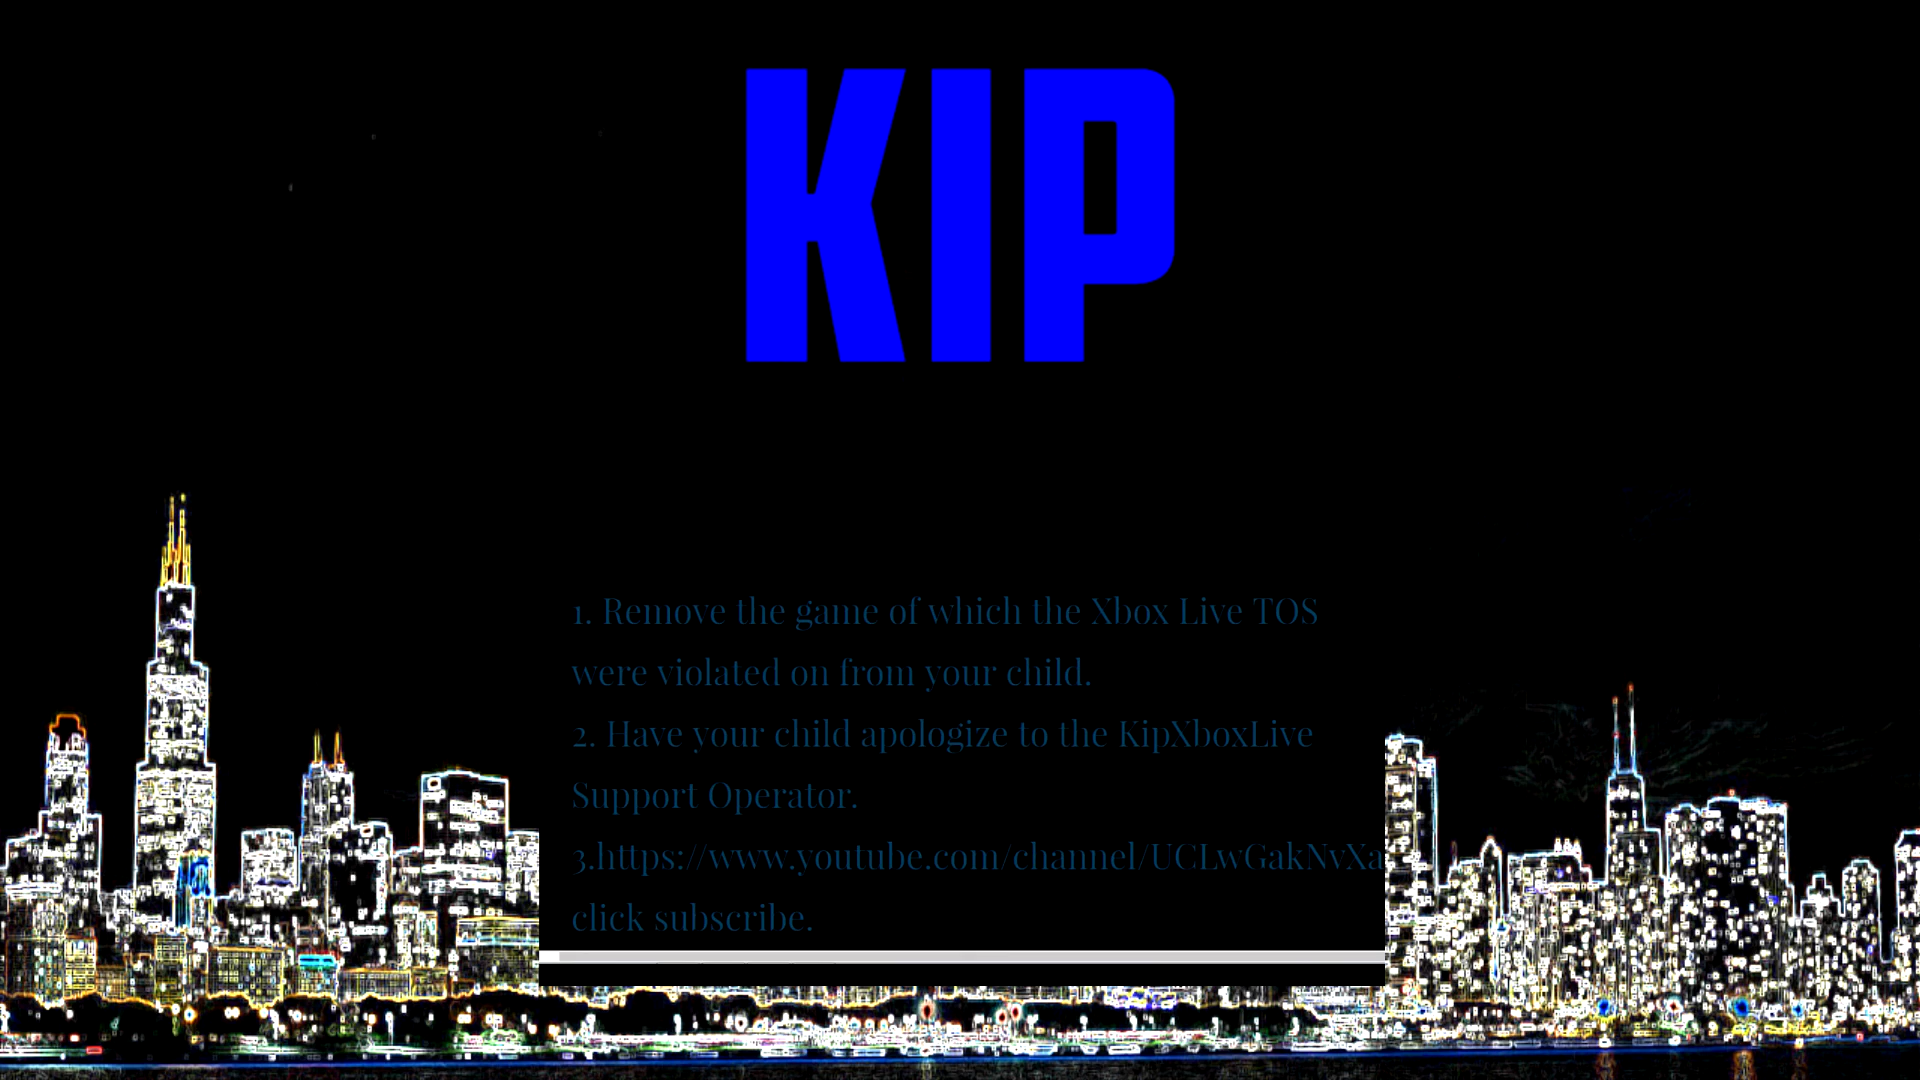 KIP
1. Remove the game of which the Xbox Live TOS
were violated on from your child.
2. Have your child apologize to the KipXboxLive
Support Operator.
3.https://www.youtube.com/channel/UCLwGakNvXa
click subscribe.